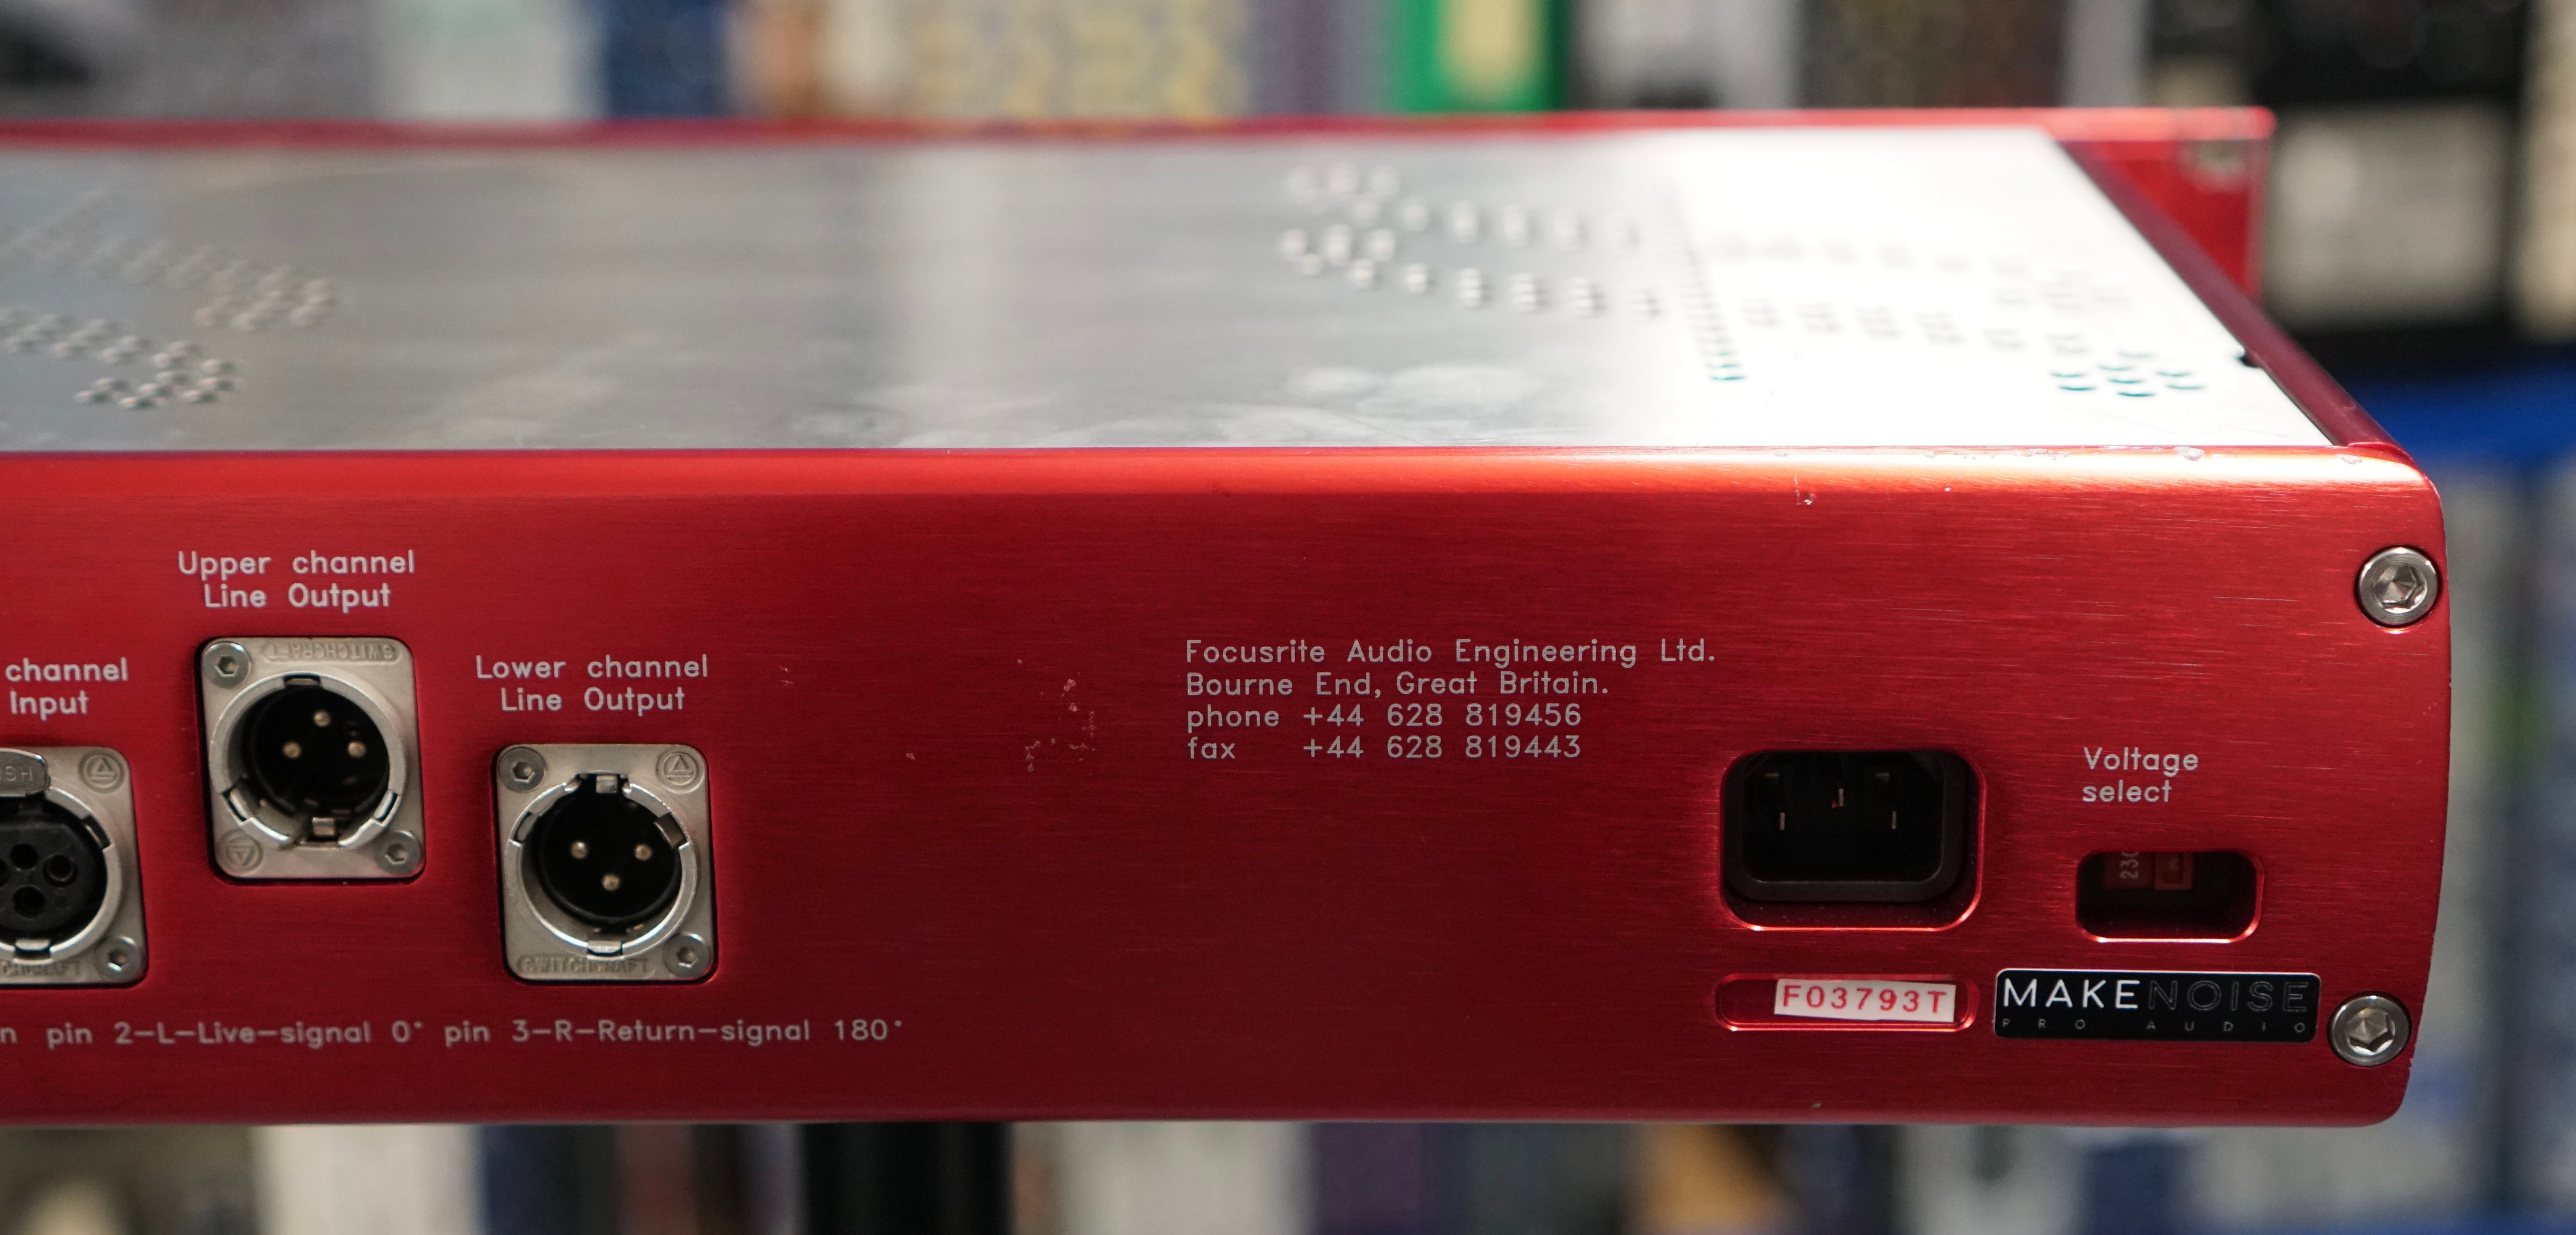 Upper channel
Line Output
channel
Input
Lower channel
Line Output
SWITCHCRAFT
SWITCHCRAFT
Focusrite Audio Engineering Ltd.
Bourne End, Great Britain.
phone +44 628 819456
fax +44 628 819443
Voltage
select
F03793T
MAKENOISE
PRO AUDIO
pin 2-L-Live-signal 0° pin 3-R-Return-signal 180°